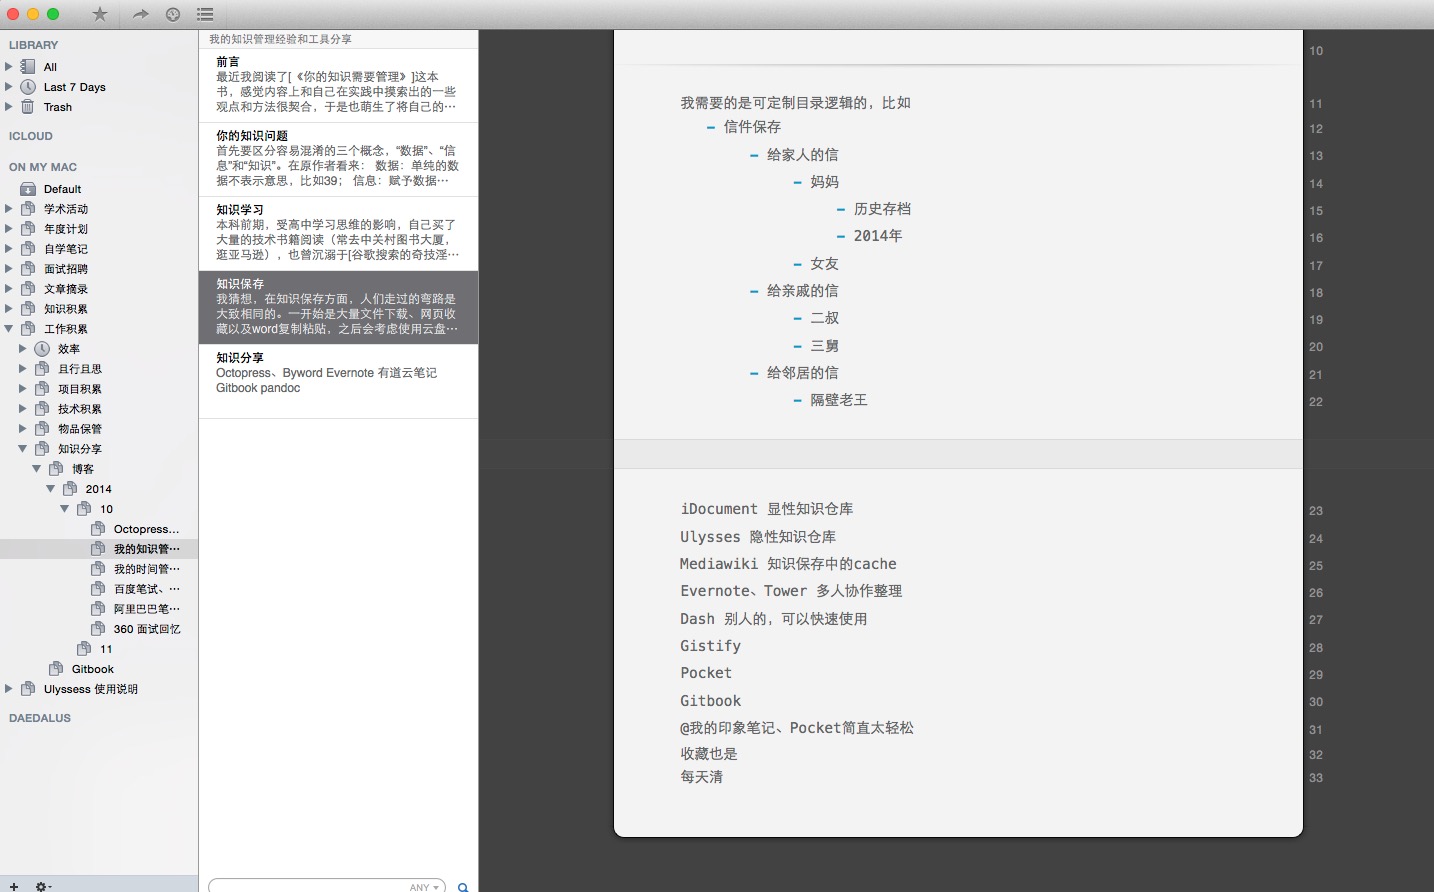 LIBRARY
All
Last 7 Days
Trash
ICLOUD
ON MY MAC
Default
学术活动
年度计划
自学笔记
面试招聘
文章摘录
知识积累
工作积累
效率
且行且思
项目积累
技术积累
物品保管
知识分享
博客
2014
10
Octopress…
我的知识管…
我的时间管…
百度笔试、…
阿里巴巴笔…
360 面试回忆
11
Gitbook
Ulyssess 使用说明
DAEDALUS
我的知识管理经验和工具分享
前言
最近我阅读了[《你的知识需要管理》]这本
书，感觉内容上和自己在实践中摸索出的一些
观点和方法很契合，于是也萌生了将自己的…
你的知识问题
首先要区分容易混淆的三个概念，“数据”、“信
息”和“知识”。在原作者看来： 数据：单纯的数
据不表示意思，比如39； 信息：赋予数据…
知识学习
本科前期，受高中学习思维的影响，自己买了
大量的技术书籍阅读（常去中关村图书大厦，
逛亚马逊），也曾沉溺于[谷歌搜索的奇技淫…
知识保存
我猜想，在知识保存方面，人们走过的弯路是
大致相同的。一开始是大量文件下载、网页收
藏以及word复制粘贴，之后会考虑使用云盘…
知识分享
Octopress、Byword Evernote 有道云笔记
Gitbook pandoc
ANY
10
我需要的是可定制目录逻辑的，比如 11
- 信件保存 12
- 给家人的信 13
- 妈妈 14
- 历史存档 15
- 2014年 16
- 女友 17
- 给亲戚的信 18
- 二叔 19
- 三舅 20
- 给邻居的信 21
- 隔壁老王 22
iDocument 显性知识仓库 23
Ulysses 隐性知识仓库 24
Mediawiki 知识保存中的cache 25
Evernote、Tower 多人协作整理 26
Dash 别人的，可以快速使用 27
Gistify 28
Pocket 29
Gitbook 30
@我的印象笔记、Pocket简直太轻松 31
收藏也是 32
每天清 33